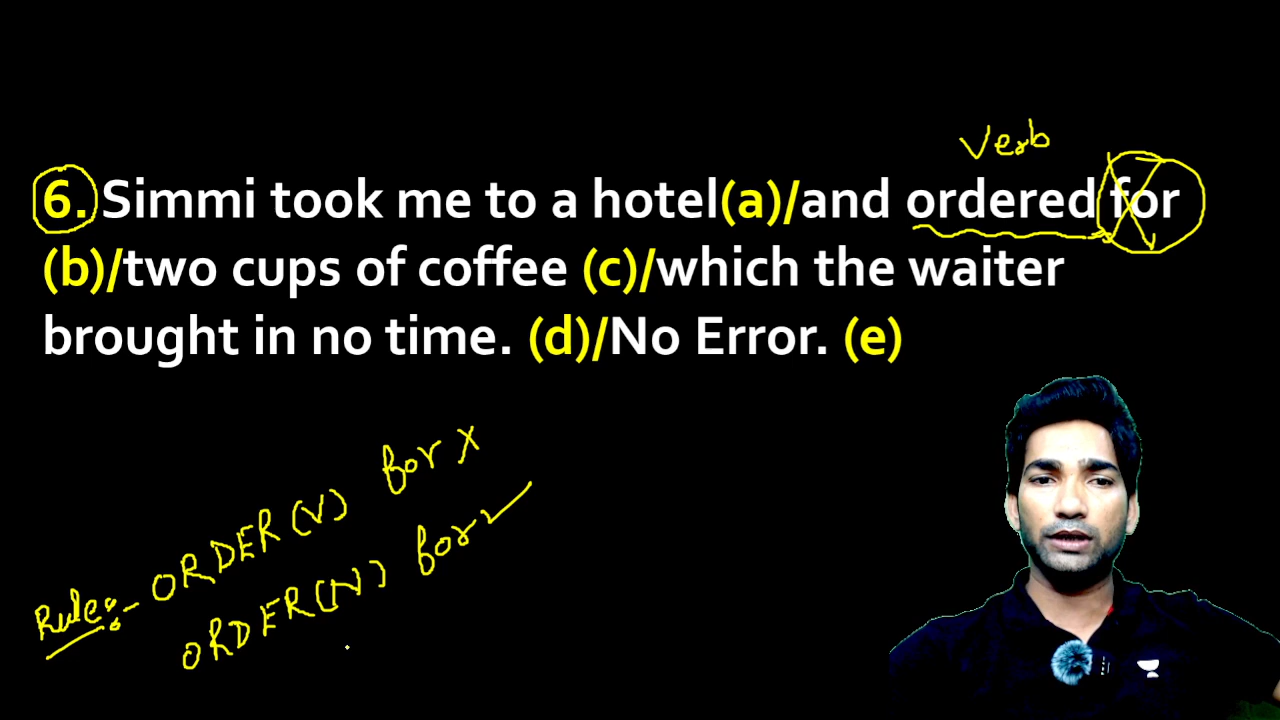 Verb
6. Simmi took me to a hotel(a)/and ordered for
(b)/two cups of coffee (c)/which the waiter
brought in no time. (d)/No Error. (e)
Rule:- ORDER(V) for X
ORDER(N) for ✓